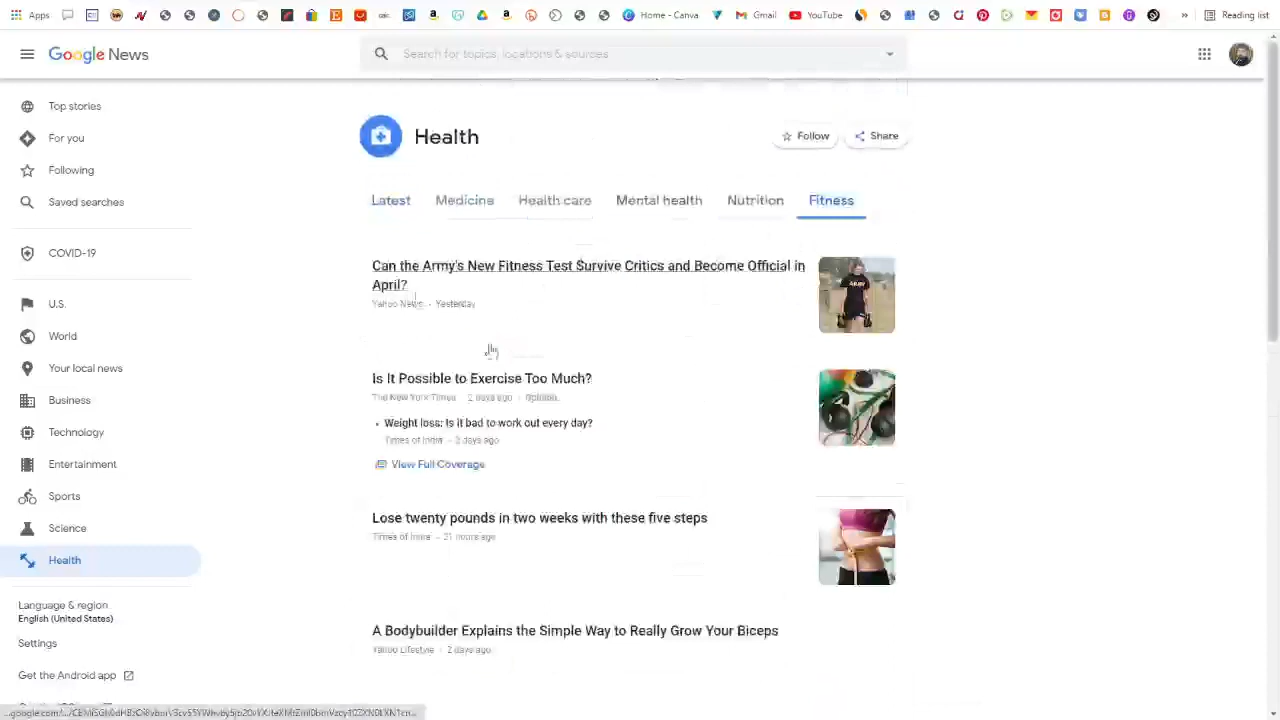 Apps
Home - Canva
Gmail
YouTube
»
Reading list
Google News
Search for topics, locations & sources
Top stories
For you
Following
Saved searches
COVID-19
U.S.
World
Your local news
Business
Technology
Entertainment
Sports
Science
Health
Language & region
English (United States)
Settings
Get the Android app
Health
Follow
Share
Latest Medicine Health care Mental health Nutrition Fitness
Can the Army's New Fitness Test Survive Critics and Become Official in
April?
Yahoo News · Yesterday
Is It Possible to Exercise Too Much?
The New York Times · 2 days ago · Opinion
• Weight loss: Is it bad to work out every day?
Times of India · 3 days ago
View Full Coverage
Lose twenty pounds in two weeks with these five steps
Times of India · 21 hours ago
A Bodybuilder Explains the Simple Way to Really Grow Your Biceps
Yahoo Lifestyle · 2 days ago